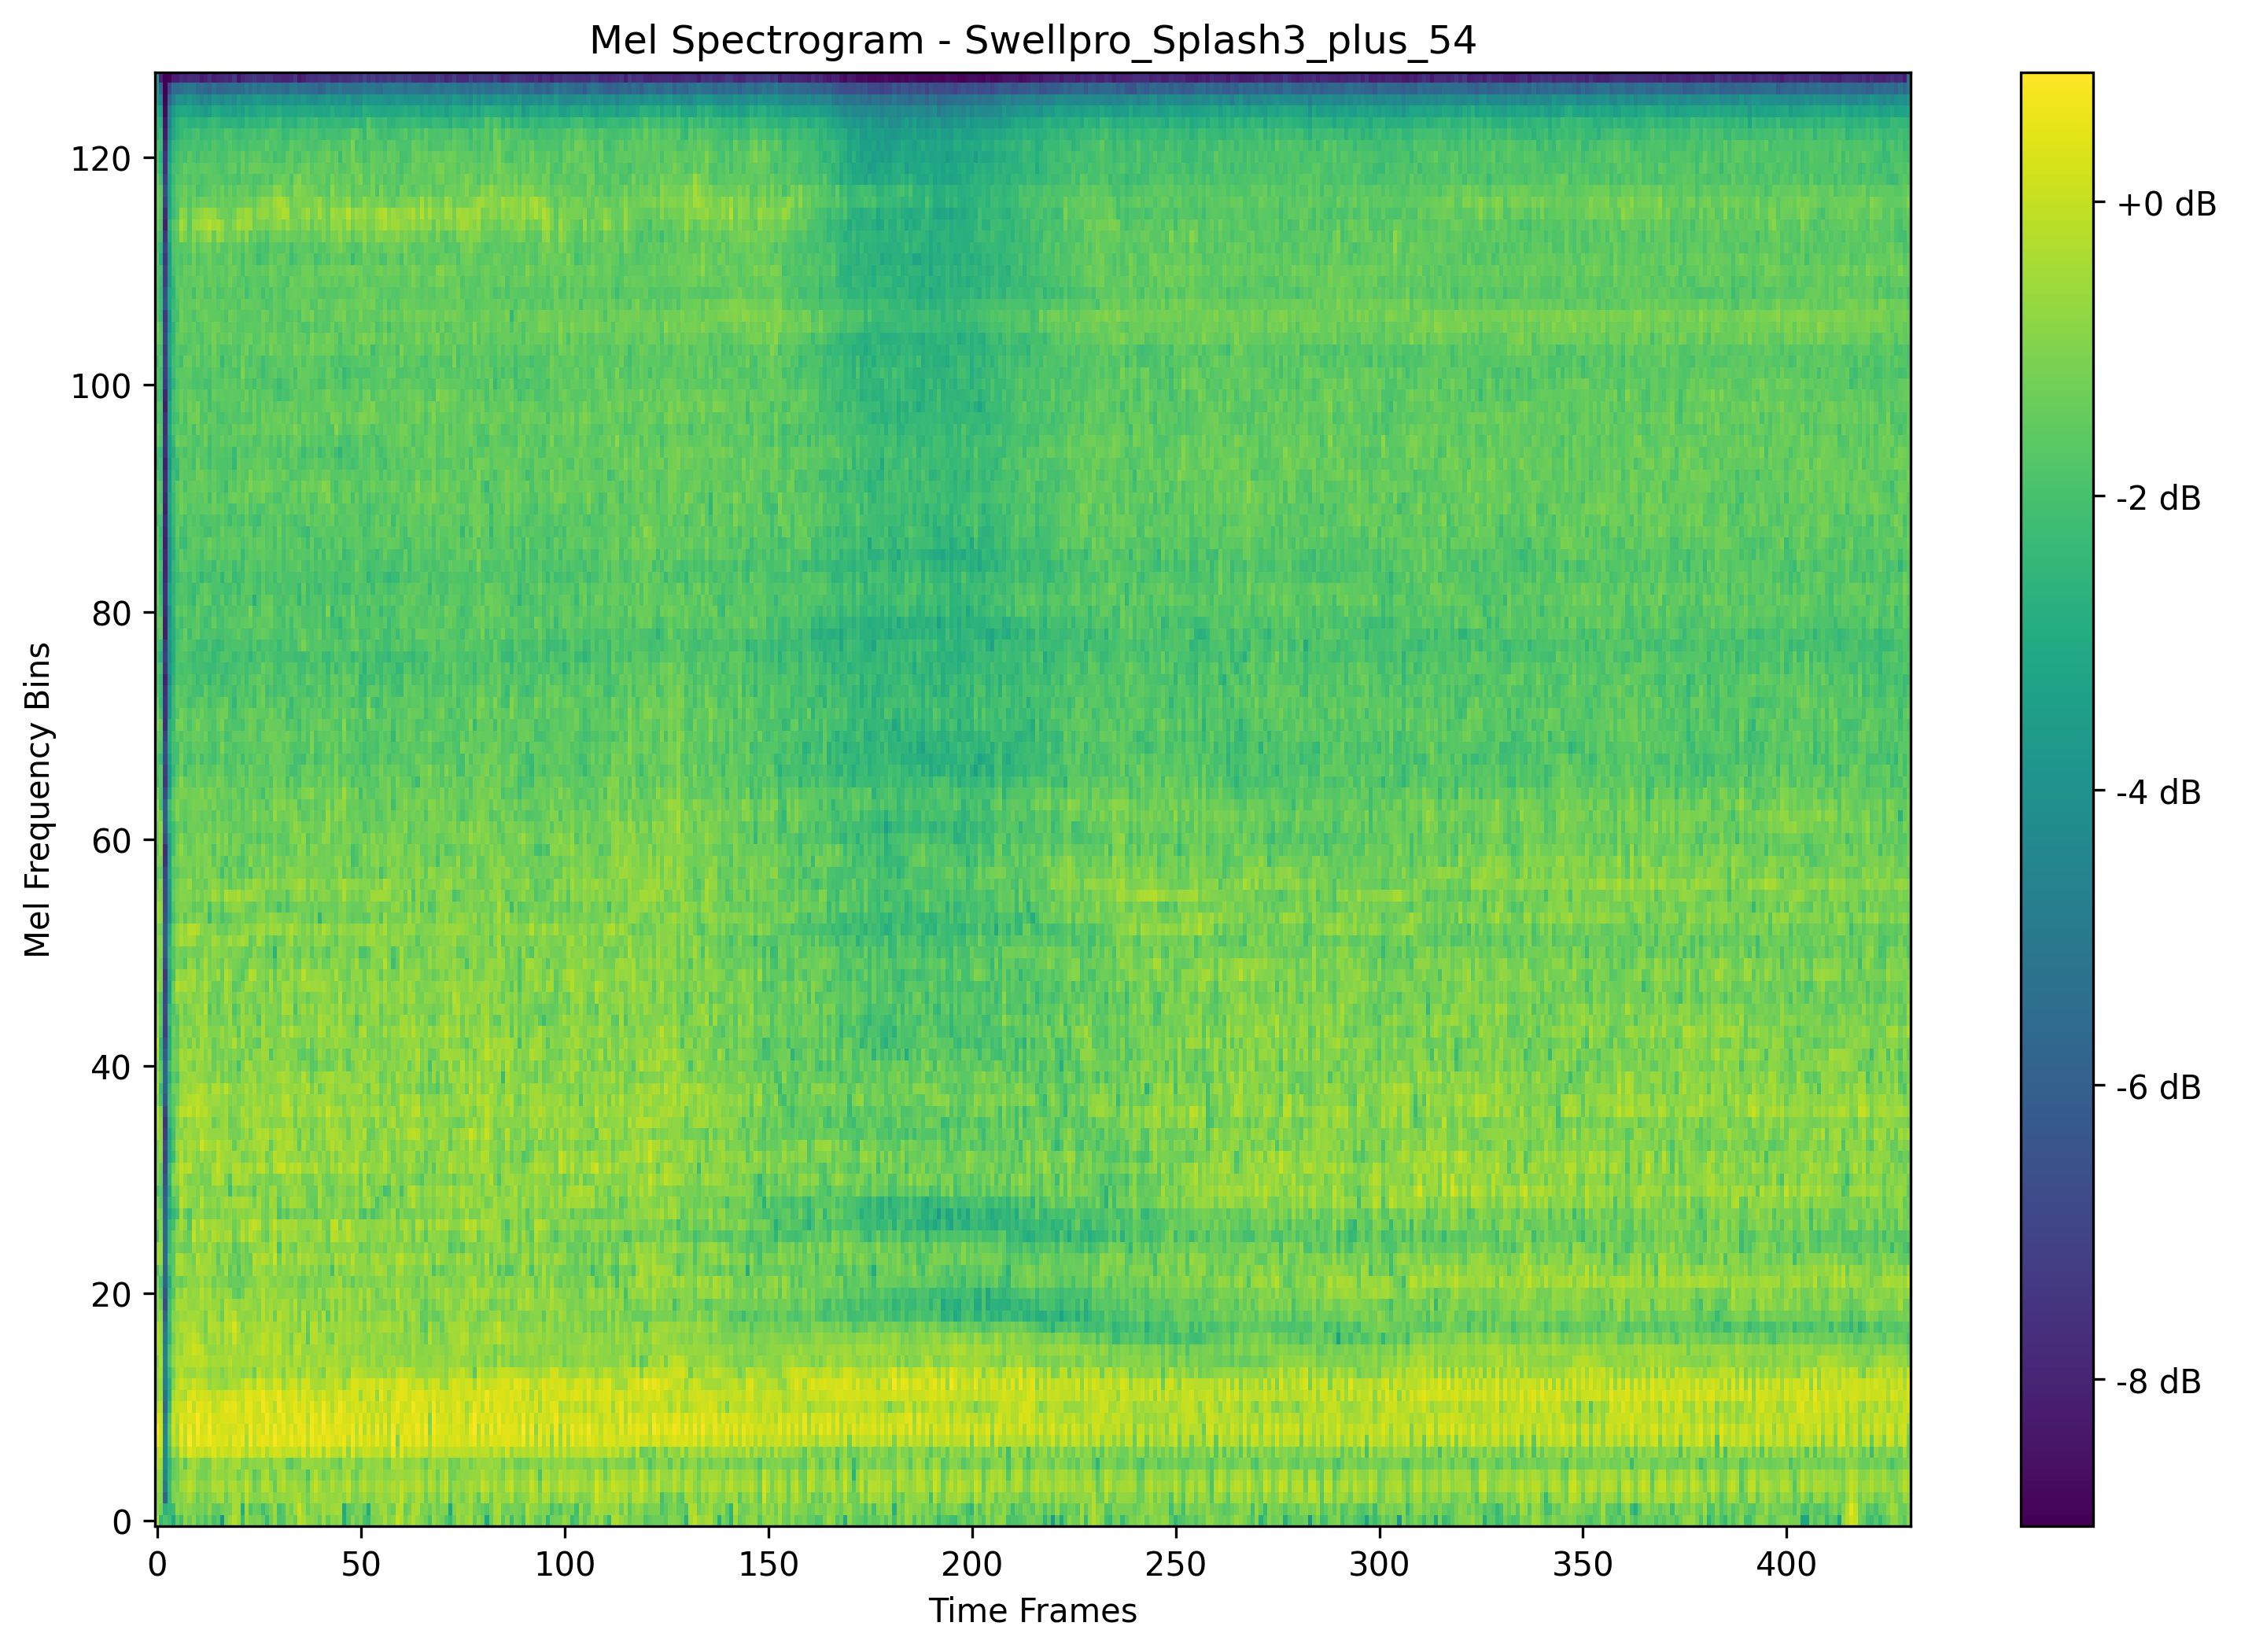 Mel Spectrogram - Swellpro_Splash3_plus_54
120
100
80
60
40
20
0
Mel Frequency Bins
0 50 100 150 200 250 300 350 400
Time Frames
+0 dB
-2 dB
-4 dB
-6 dB
-8 dB